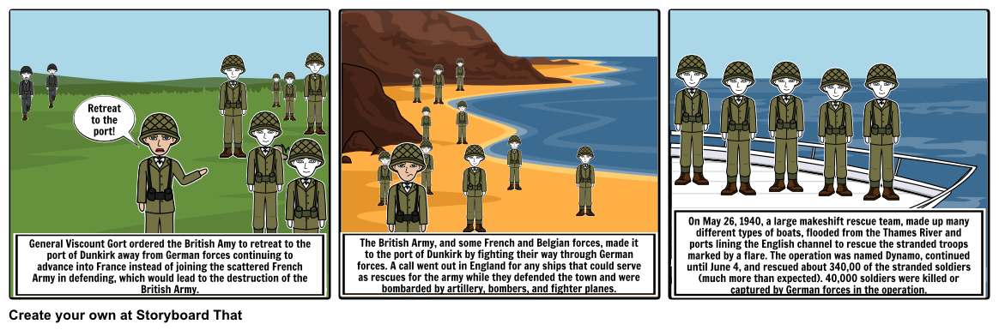 Retreat
to the
port!
General Viscount Gort ordered the British Amy to retreat to the
port of Dunkirk away from German forces continuing to
advance into France instead of joining the scattered French
Army in defending, which would lead to the destruction of the
British Army.
The British Army, and some French and Belgian forces, made it
to the port of Dunkirk by fighting their way through German
forces. A call went out in England for any ships that could serve
as rescues for the army while they defended the town and were
bombarded by artillery, bombers, and fighter planes.
On May 26, 1940, a large makeshift rescue team, made up many
different types of boats, flooded from the Thames River and
ports lining the English channel to rescue the stranded troops
marked by a flare. The operation was named Dynamo, continued
until June 4, and rescued about 340,00 of the stranded soldiers
(much more than expected). 40,000 soldiers were killed or
captured by German forces in the operation.
Create your own at Storyboard That